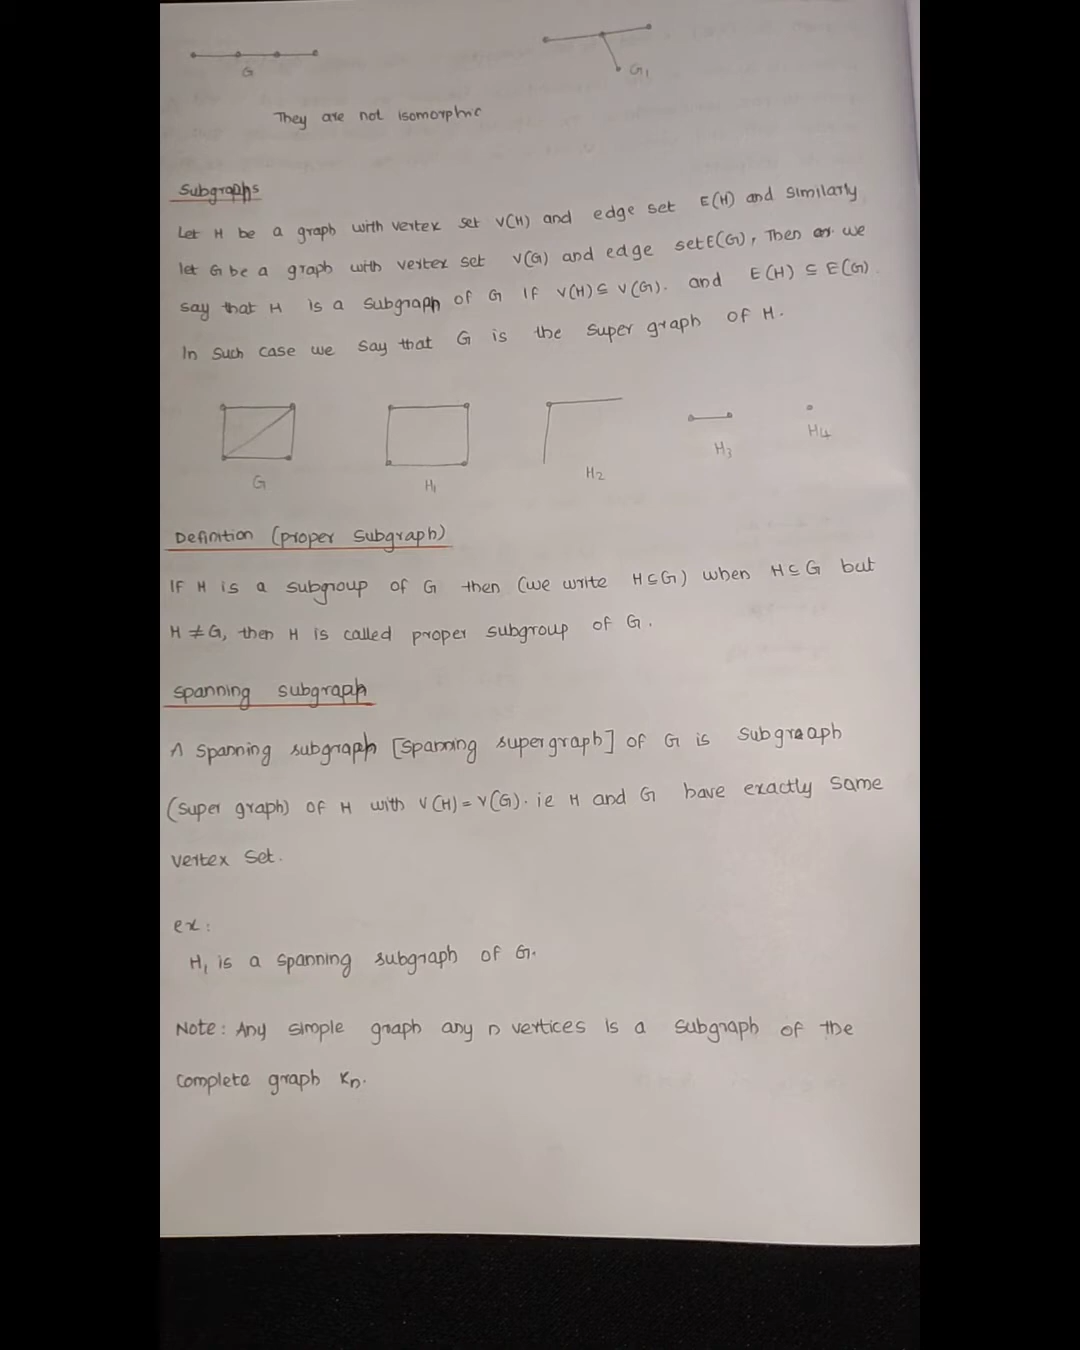 G
G1
They are not isomorphic
Subgraphs
Let H be a graph with vertex set V(H) and edge set E(H) and similarly
let G be a graph with vertex set V(G) and edge set E(G), Then we
say that H is a subgraph of G if V(H) ⊆ V(G). and E(H) ⊆ E(G)
In such case we say that G is the super graph of H.
G H1 H2 H3 H4
Definition (proper subgraph)
If H is a subgroup of G then (we write H⊆G) when H⊆G but
H ≠ G, then H is called proper subgroup of G.
spanning subgraph
A spanning subgraph [spanning supergraph] of G is subgraaph
(super graph) of H with V(H) = V(G). ie H and G have exactly same
vertex set.
ex:
H1 is a spanning subgraph of G.
Note: Any simple graph any n vertices is a subgraph of the
complete graph Kn.